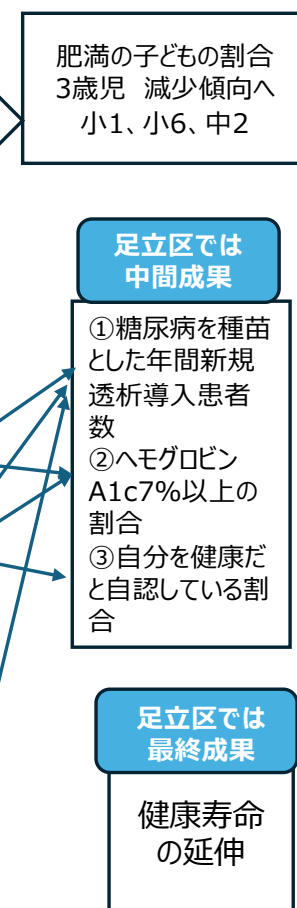 肥満の子どもの割合
3歳児 減少傾向へ
小1、小6、中2
足立区では
中間成果
①糖尿病を種苗
とした年間新規
透析導入患者
数
②ヘモグロビン
A1c7%以上の
割合
③自分を健康だ
と自認している割
合
足立区では
最終成果
健康寿命
の延伸